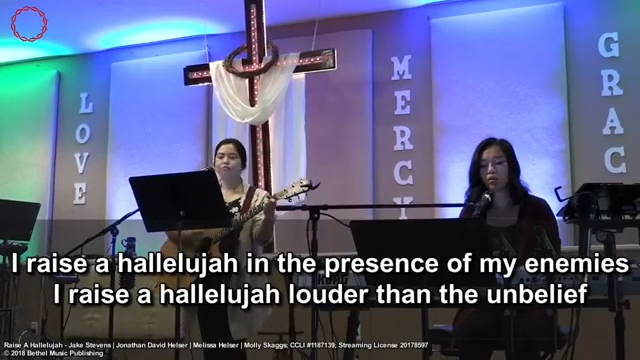 LOVE
MERCY
GRAC
KORG
I raise a hallelujah in the presence of my enemies
I raise a hallelujah louder than the unbelief
Raise A Hallelujah - Jake Stevens | Jonathan David Helser | Melissa Helser | Molly Skaggs; CCLI #1187139; Streaming License 20178597
© 2018 Bethel Music Publishing